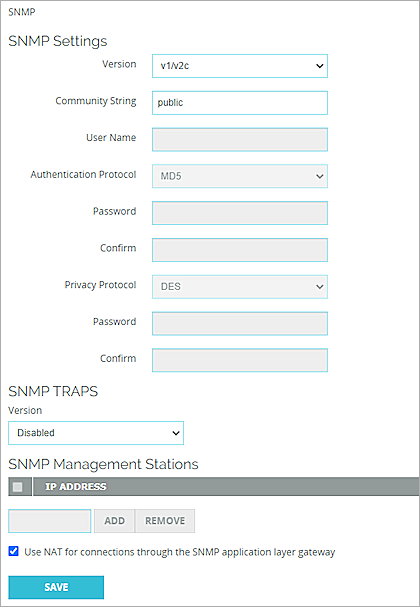 SNMP
SNMP Settings
Version v1/v2c
Community String public
User Name
Authentication Protocol MD5
Password
Confirm
Privacy Protocol DES
Password
Confirm
SNMP TRAPS
Version
Disabled
SNMP Management Stations
IP ADDRESS
ADD REMOVE
Use NAT for connections through the SNMP application layer gateway
SAVE